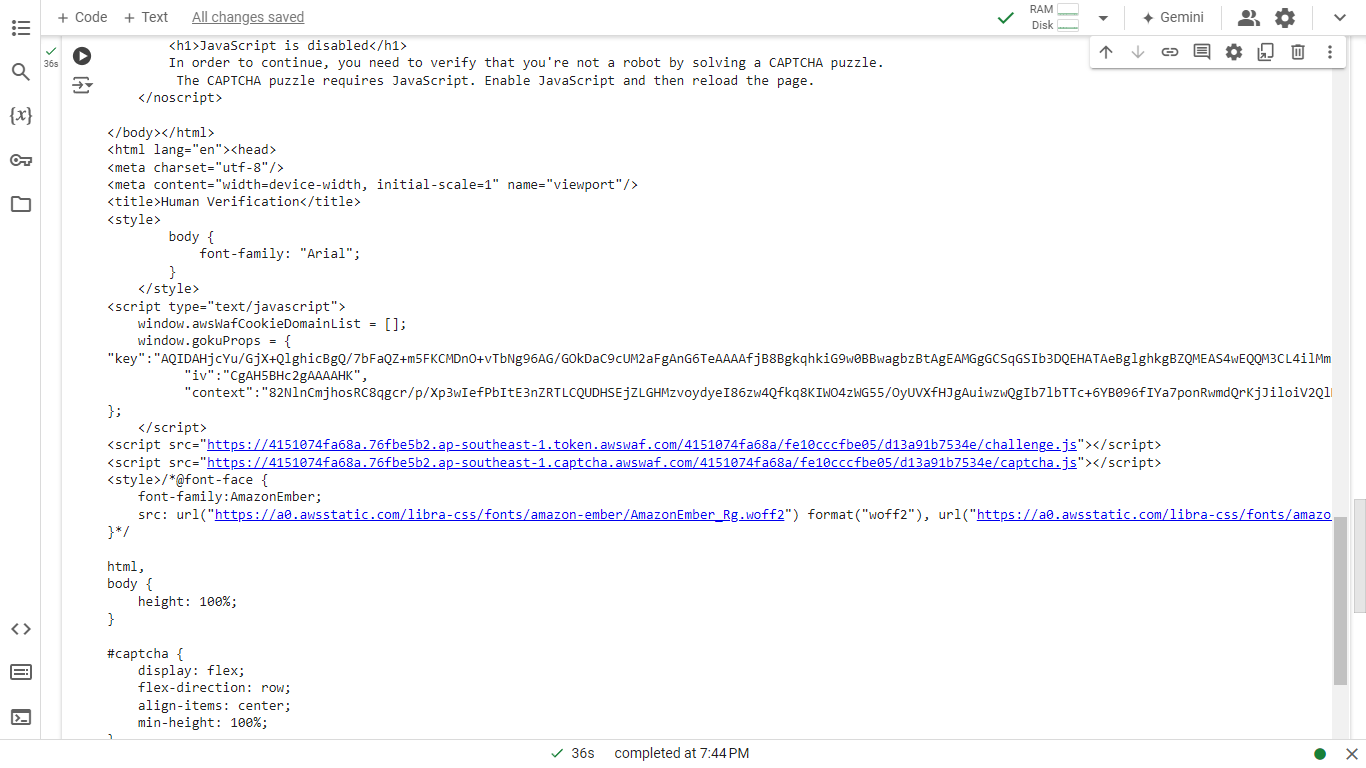 + Code + Text All changes saved
RAM
Disk
Gemini
36s
<h1>JavaScript is disabled</h1>
In order to continue, you need to verify that you're not a robot by solving a CAPTCHA puzzle.
The CAPTCHA puzzle requires JavaScript. Enable JavaScript and then reload the page.
</noscript>
</body></html>
<html lang="en"><head>
<meta charset="utf-8"/>
<meta content="width=device-width, initial-scale=1" name="viewport"/>
<title>Human Verification</title>
<style>
body {
font-family: "Arial";
}
</style>
<script type="text/javascript">
window.awsWafCookieDomainList = [];
window.gokuProps = {
"key":"AQIDAHjcYu/GjX+QlghicBgQ/7bFaQZ+m5FKCMDnO+vTbNg96AG/GOkDaC9cUM2aFgAnG6TeAAAAfjB8BgkqhkiG9w0BBwagbzBtAgEAMGgGCSqGSIb3DQEHATAeBglghkgBZQMEAS4wEQQM3CL4ilMm
"iv":"CgAH5BHc2gAAAAHK",
"context":"82NlnCmjhosRC8qgcr/p/Xp3wIefPbItE3nZRTLCQUDHSEjZLGHMzvoydyeI86zw4Qfkq8KIWO4zWG55/OyUVXfHJgAuiwzwQgIb7lbTTc+6YB096fIYa7ponRwmdQrKjJiloiV2Ql
};
</script>
<script src="https://4151074fa68a.76fbe5b2.ap-southeast-1.token.awswaf.com/4151074fa68a/fe10cccfbe05/d13a91b7534e/challenge.js"></script>
<script src="https://4151074fa68a.76fbe5b2.ap-southeast-1.captcha.awswaf.com/4151074fa68a/fe10cccfbe05/d13a91b7534e/captcha.js"></script>
<style>/*@font-face {
font-family:AmazonEmber;
src: url("https://a0.awsstatic.com/libra-css/fonts/amazon-ember/AmazonEmber_Rg.woff2") format("woff2"), url("https://a0.awsstatic.com/libra-css/fonts/amazo
}*/
html,
body {
height: 100%;
}
#captcha {
display: flex;
flex-direction: row;
align-items: center;
min-height: 100%;
36s completed at 7:44 PM